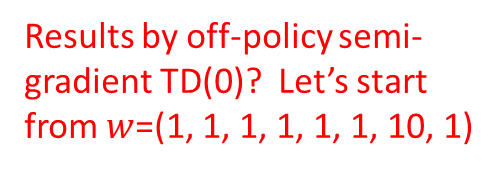 Results by off-policy semi-
gradient TD(0)? Let's start
from w=(1, 1, 1, 1, 1, 1, 10, 1)